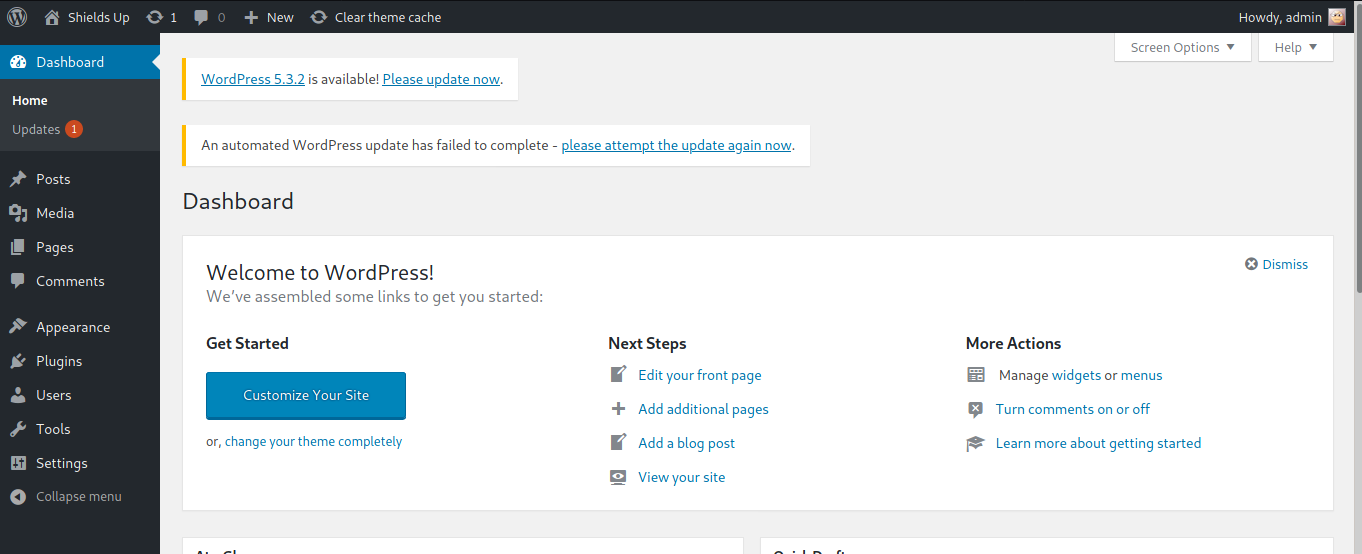 Shields Up 1 0 New Clear theme cache Howdy, admin
Dashboard
Home
Updates 1
Posts
Media
Pages
Comments
Appearance
Plugins
Users
Tools
Settings
Collapse menu
Screen Options Help
WordPress 5.3.2 is available! Please update now.
An automated WordPress update has failed to complete - please attempt the update again now.
Dashboard
Welcome to WordPress!
We’ve assembled some links to get you started:
Dismiss
Get Started
Customize Your Site
or, change your theme completely
Next Steps
Edit your front page
Add additional pages
Add a blog post
View your site
More Actions
Manage widgets or menus
Turn comments on or off
Learn more about getting started